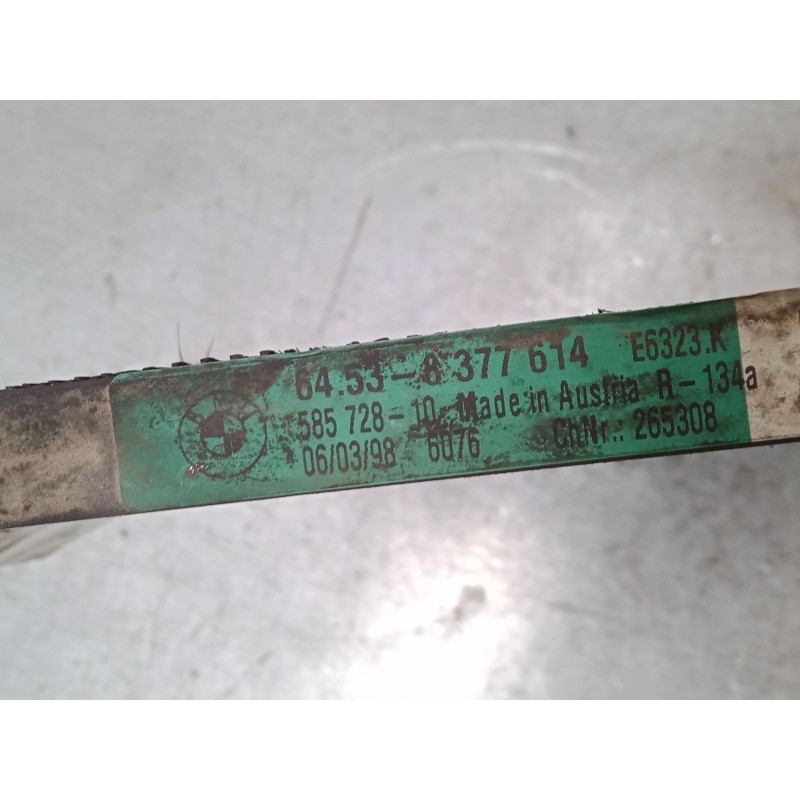 64.53-8 377 614 E6323.K
585 728-10 Made in Austria R-134a
06/03/98 6076 ChNr.: 265308